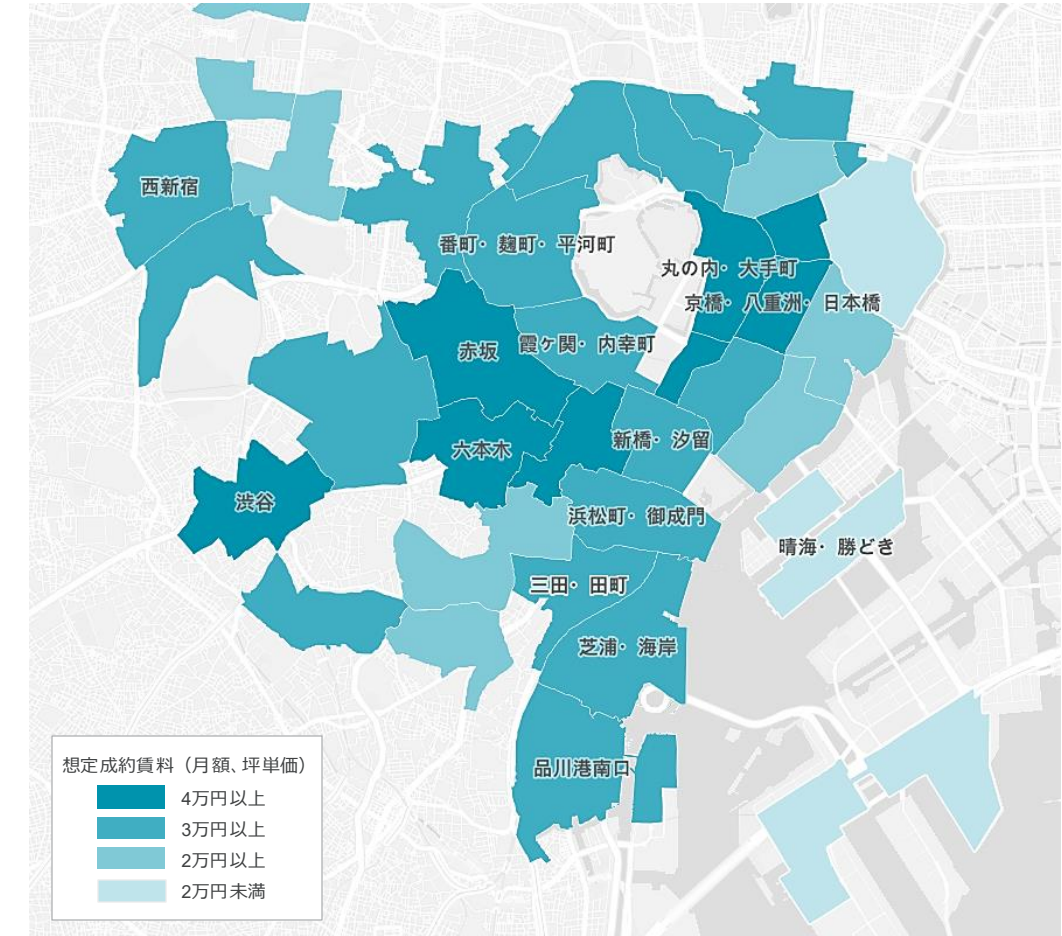 西新宿
番町・麹町・平河町
丸の内・大手町
京橋・八重洲・日本橋
赤坂
霞ヶ関・内幸町
六本木
新橋・汐留
渋谷
浜松町・御成門
晴海・勝どき
三田・田町
芝浦・海岸
品川港南口
想定成約賃料（月額、坪単価）
4万円以上
3万円以上
2万円以上
2万円未満